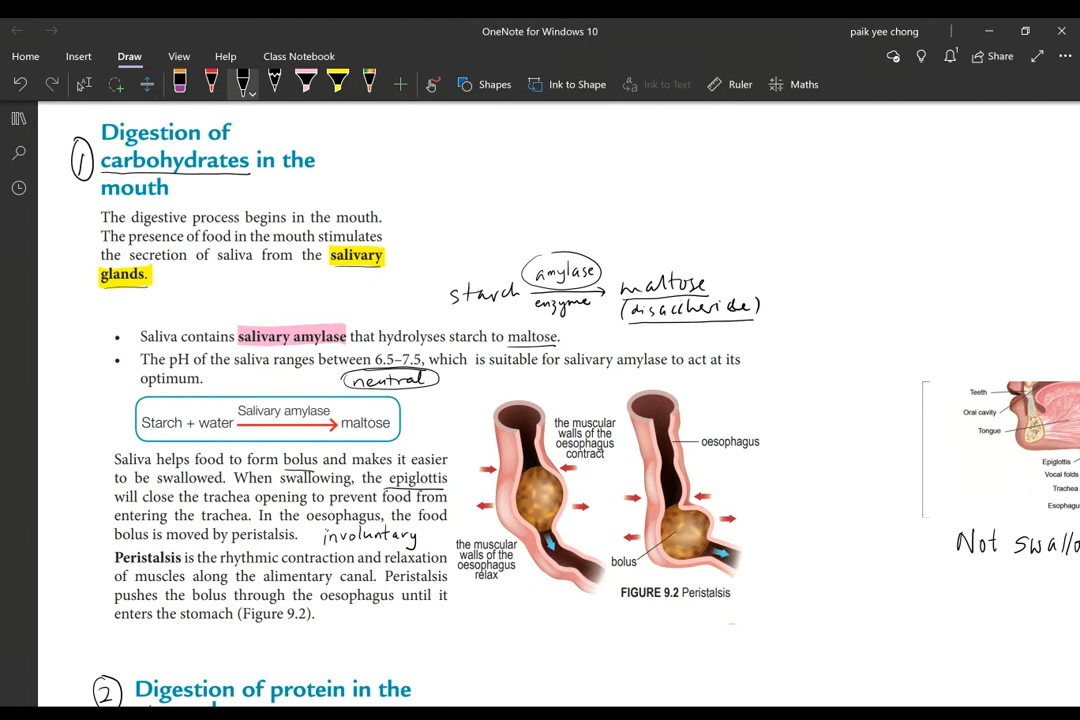 OneNote for Windows 10
paik yee chong
Home
Insert
Draw
View
Help
Class Notebook
Share
Shapes
Ink to Shape
Ink to Text
Ruler
Maths
1
Digestion of
carbohydrates in the
mouth
The digestive process begins in the mouth.
The presence of food in the mouth stimulates
the secretion of saliva from the salivary
glands.
starch amylase maltose
enzyme (disaccheride)
• Saliva contains salivary amylase that hydrolyses starch to maltose.
• The pH of the saliva ranges between 6.5–7.5, which is suitable for salivary amylase to act at its
optimum.
neutral
Salivary amylase
Starch + water maltose
Saliva helps food to form bolus and makes it easier
to be swallowed. When swallowing, the epiglottis
will close the trachea opening to prevent food from
entering the trachea. In the oesophagus, the food
bolus is moved by peristalsis.
involuntary
Peristalsis is the rhythmic contraction and relaxation
of muscles along the alimentary canal. Peristalsis
pushes the bolus through the oesophagus until it
enters the stomach (Figure 9.2).
the muscular
walls of the
oesophagus
contract
oesophagus
the muscular
walls of the
oesophagus
relax
bolus
FIGURE 9.2 Peristalsis
Teeth
Oral cavity
Tongue
Epiglottis
Vocal folds
Trachea
Esophagus
Not swallo
2
Digestion of protein in the